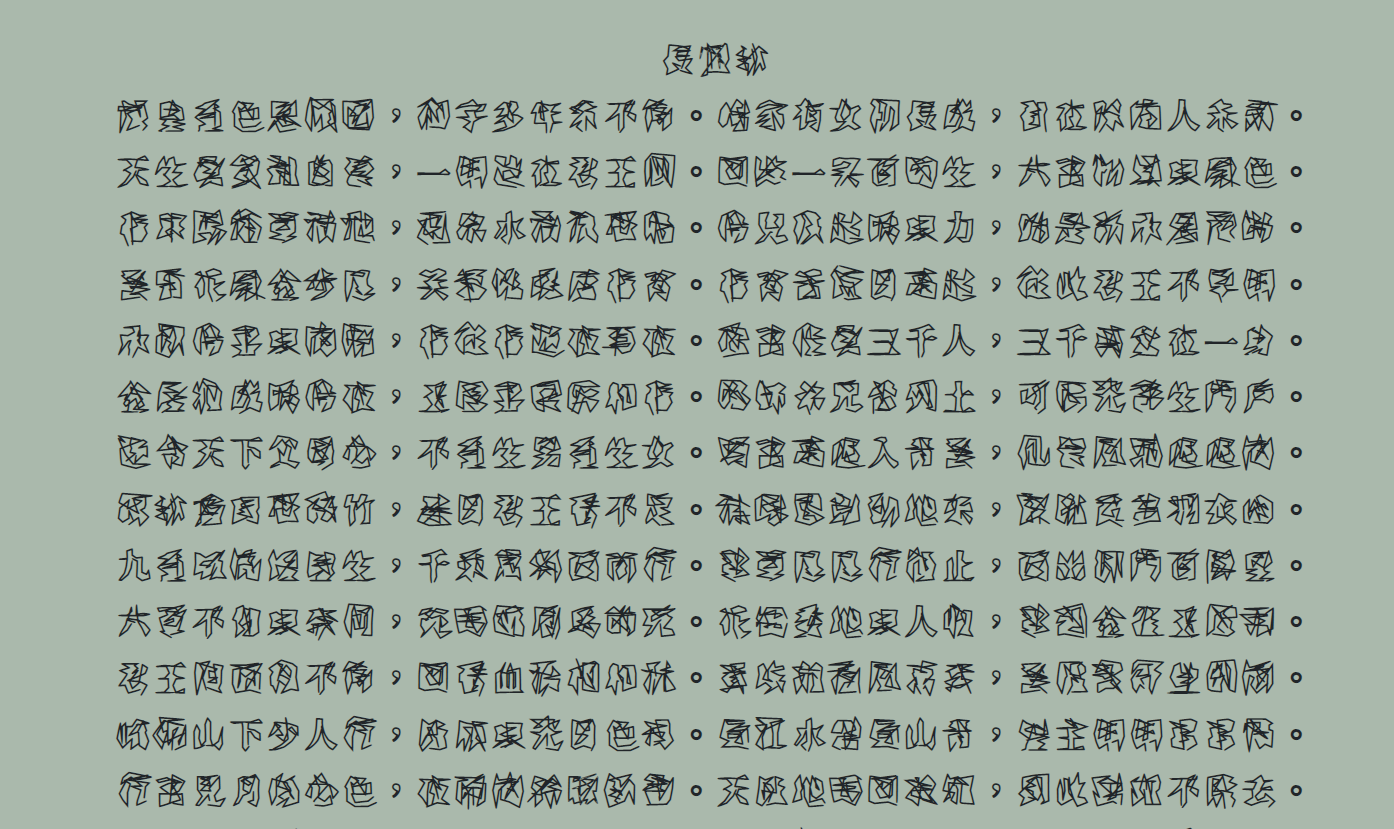 長恨歌
漢皇重色思傾國，御宇多年求不得。楊家有女初長成，養在深閨人未識。
天生麗質難自棄，一朝選在君王側。回眸一笑百媚生，六宮粉黛無顏色。
春寒賜浴華清池，溫泉水滑洗凝脂。侍兒扶起嬌無力，始是新承恩澤時。
雲鬢花顏金步搖，芙蓉帳暖度春宵。春宵苦短日高起，從此君王不早朝。
承歡侍宴無閒暇，春從春遊夜專夜。後宮佳麗三千人，三千寵愛在一身。
金屋妝成嬌侍夜，玉樓宴罷醉和春。姊妹弟兄皆列土，可憐光彩生門戶。
遂令天下父母心，不重生男重生女。驪宮高處入青雲，仙樂風飄處處聞。
緩歌慢舞凝絲竹，盡日君王看不足。漁陽鼙鼓動地來，驚破霓裳羽衣曲。
九重城闕煙塵生，千乘萬騎西南行。翠華搖搖行復止，西出都門百餘里。
六軍不發無奈何，宛轉蛾眉馬前死。花鈿委地無人收，翠翹金雀玉搔頭。
君王掩面救不得，回看血淚相和流。黃埃散漫風蕭索，雲棧縈紆登劍閣。
峨嵋山下少人行，旌旗無光日色薄。蜀江水碧蜀山青，聖主朝朝暮暮情。
行宮見月傷心色，夜雨聞鈴腸斷聲。天旋地轉回龍馭，到此躊躇不能去。